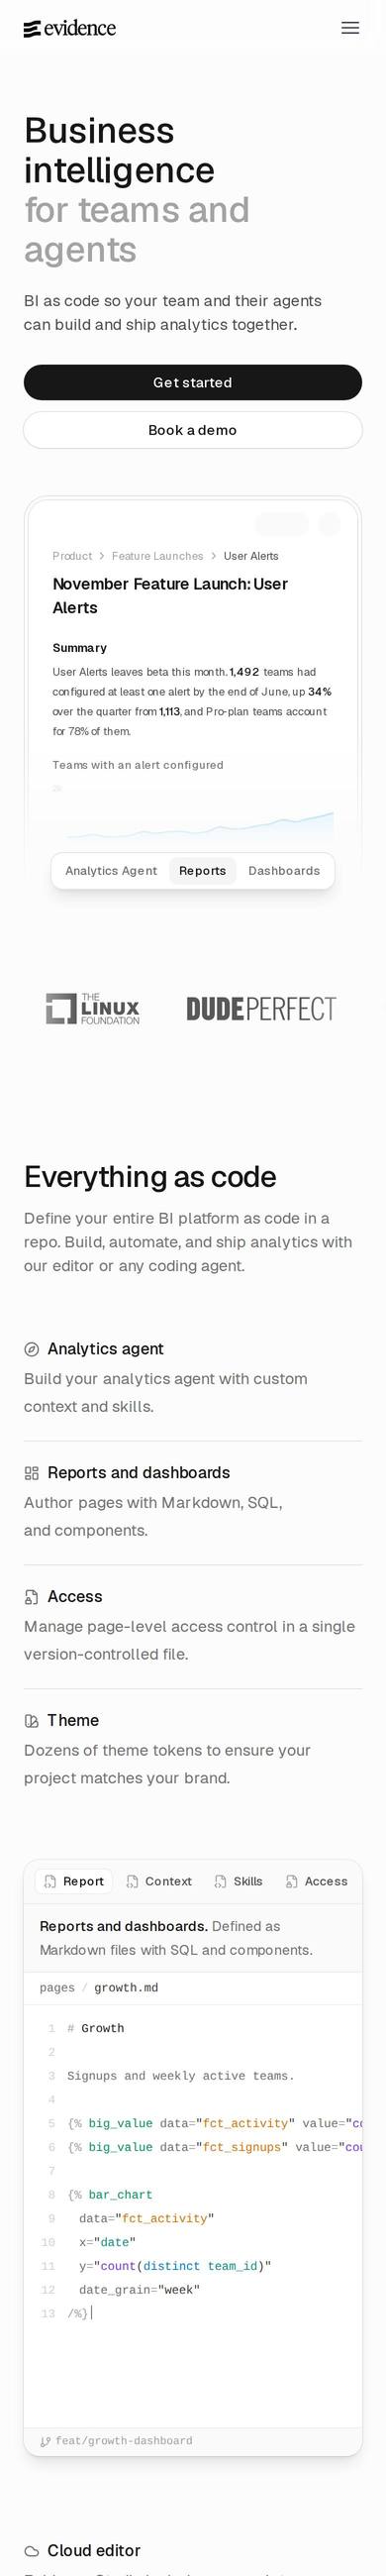 evidence
Business
intelligence
for teams and
agents
BI as code so your team and their agents
can build and ship analytics together.
Get started
Book a demo
Product > Feature Launches > User Alerts
November Feature Launch: User
Alerts
Summary
User Alerts leaves beta this month. 1,492 teams had
configured at least one alert by the end of June, up 34%
over the quarter from 1,113, and Pro-plan teams account
for 78% of them.
Teams with an alert configured
2k
Analytics Agent Reports Dashboards
THE LINUX FOUNDATION DUDE PERFECT
Everything as code
Define your entire BI platform as code in a
repo. Build, automate, and ship analytics with
our editor or any coding agent.
Analytics agent
Build your analytics agent with custom
context and skills.
Reports and dashboards
Author pages with Markdown, SQL,
and components.
Access
Manage page-level access control in a single
version-controlled file.
Theme
Dozens of theme tokens to ensure your
project matches your brand.
Report Context Skills Access
Reports and dashboards. Defined as
Markdown files with SQL and components.
pages / growth.md
1 # Growth
2
3 Signups and weekly active teams.
4
5 {% big_value data="fct_activity" value="co
6 {% big_value data="fct_signups" value="cou
7
8 {% bar_chart
9 data="fct_activity"
10 x="date"
11 y="count(distinct team_id)"
12 date_grain="week"
13 /%}
feat/growth-dashboard
Cloud editor